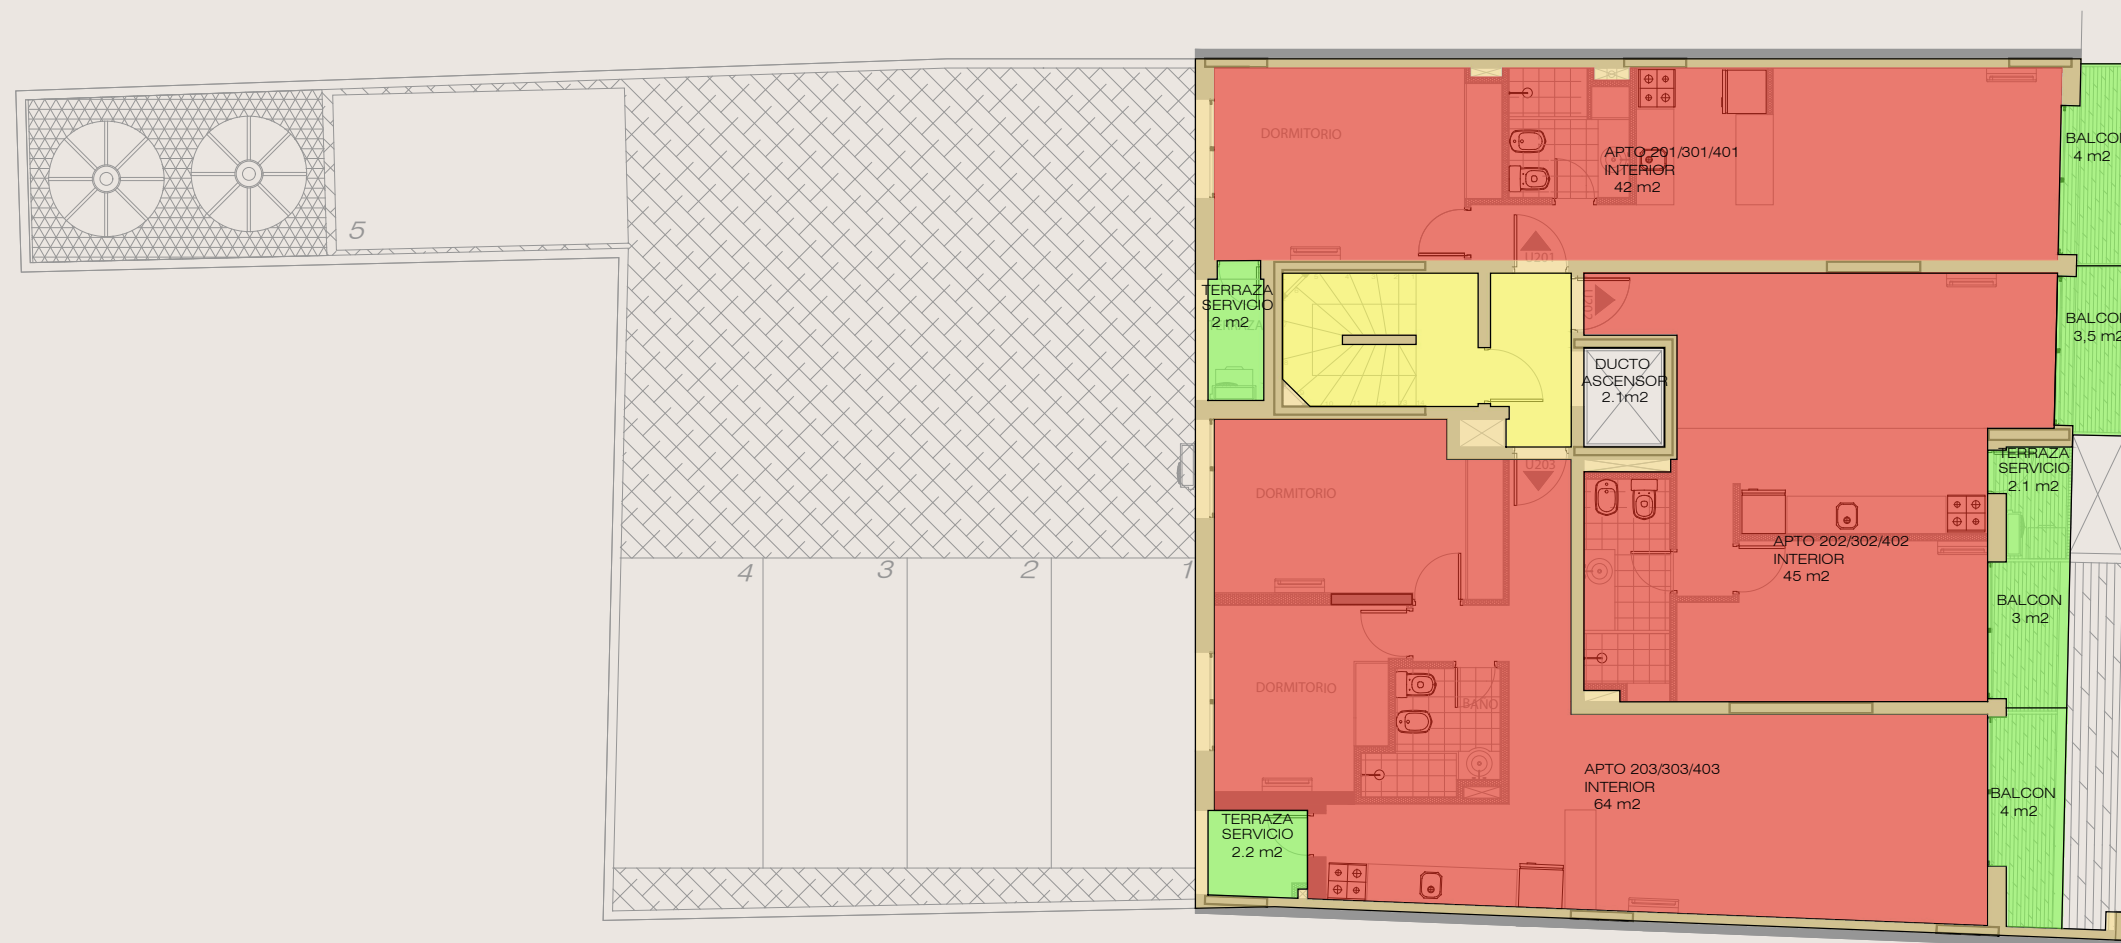 DORMITORIO
APTO 201/301/401
INTERIOR
42 m2
BALCON
4 m2
U201
5
TERRAZA
SERVICIO
2 m2
U202
BALCON
3,5 m2
DUCTO
ASCENSOR
2.1m2
U203
DORMITORIO
TERRAZA
SERVICIO
2.1 m2
APTO 202/302/402
INTERIOR
45 m2
4
3
2
1
BALCON
3 m2
DORMITORIO
BAÑO
APTO 203/303/403
INTERIOR
64 m2
BALCON
4 m2
TERRAZA
SERVICIO
2.2 m2